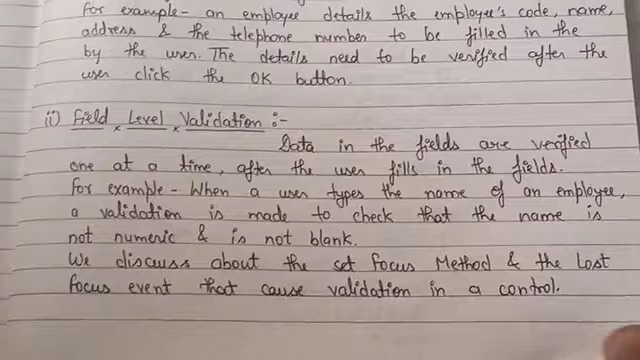 For example - an employee details the employee's code, name,
address & the telephone number to be filled in the
by the user. The details need to be verified after the
user click the OK button.
ii) Field Level Validation :-
Data in the fields are verified
one at a time, after the user fills in the fields.
For example - When a user types the name of an employee,
a validation is made to check that the name is
not numeric & is not blank.
We discuss about the set focus Method & the Lost
focus event that cause validation in a control.